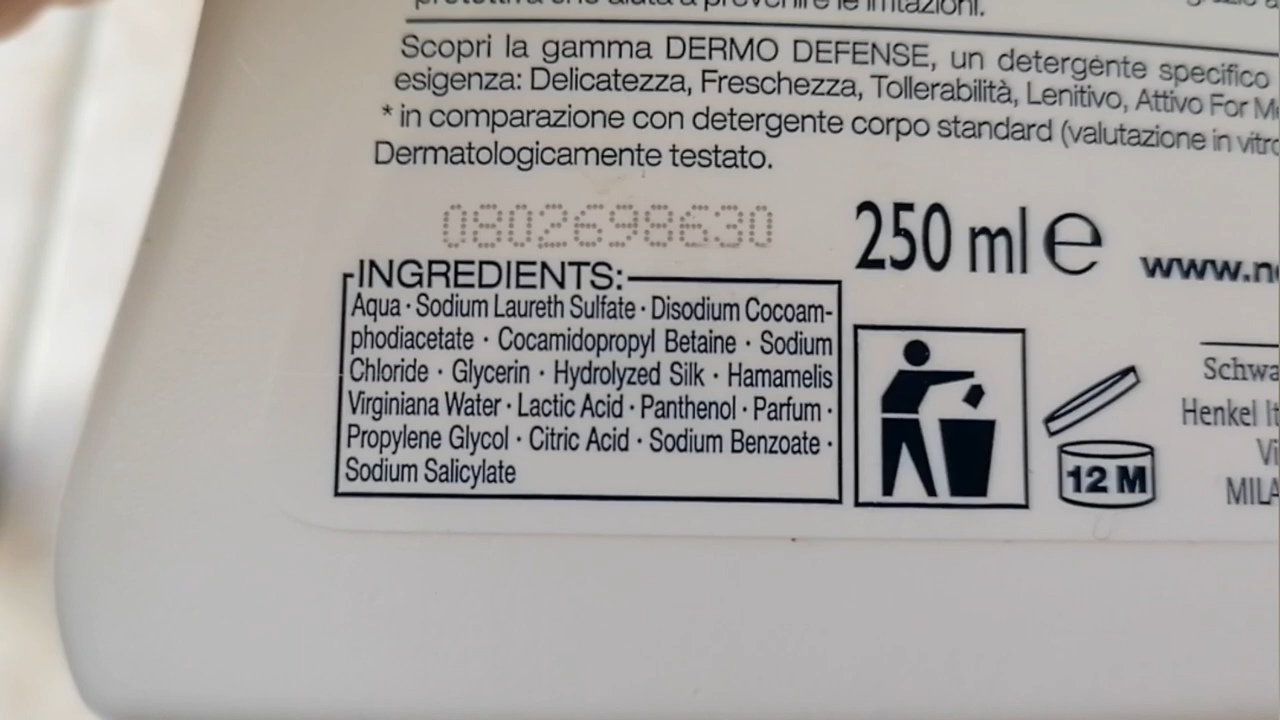 protettiva che aiuta a prevenire le irritazioni.
Scopri la gamma DERMO DEFENSE, un detergente specifico
esigenza: Delicatezza, Freschezza, Tollerabilità, Lenitivo, Attivo For
* in comparazione con detergente corpo standard (valutazione in vitro
Dermatologicamente testato.
0802698630
250 ml e
www.n
INGREDIENTS:
Aqua · Sodium Laureth Sulfate · Disodium Cocoam-
phodiacetate · Cocamidopropyl Betaine · Sodium
Chloride · Glycerin · Hydrolyzed Silk · Hamamelis
Virginiana Water · Lactic Acid · Panthenol · Parfum ·
Propylene Glycol · Citric Acid · Sodium Benzoate ·
Sodium Salicylate
12 M
Schwa
Henkel It
Vi
MILA